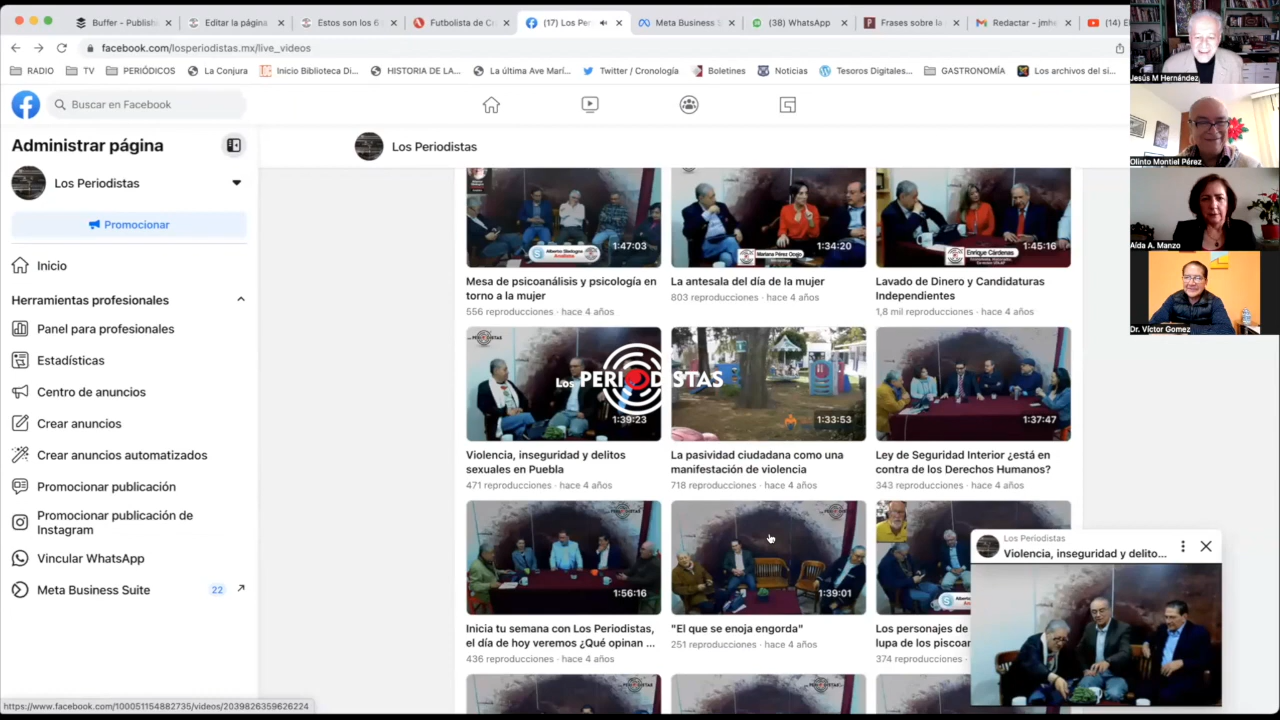 Buffer - Publish
Editar la página
Estos son los 6
Futbolista de C
(17) Los Per
Meta Business S
(38) WhatsApp
Frases sobre la
Redactar - jmhe
(14) El
facebook.com/losperiodistas.mx/live_videos
RADIO
TV
PERIÓDICOS
La Conjura
Inicio Biblioteca Di...
HISTORIA DE LA...
La última Ave Marí...
Twitter / Cronología
Boletines
Noticias
Tesoros Digitales...
GASTRONOMÍA
Los archivos del si...
Jesús M Hernández
Buscar en Facebook
Administrar página
Los Periodistas
Los Periodistas
Promocionar
Inicio
Herramientas profesionales
Panel para profesionales
Estadísticas
Centro de anuncios
Crear anuncios
Crear anuncios automatizados
Promocionar publicación
Promocionar publicación de
Instagram
Vincular WhatsApp
Meta Business Suite
22
Olinto Montiel Pérez
Aída A. Manzo
Dr. Víctor Gomez
Alberto Bietogos
Analista
1:47:03
Mariana Pérez Ocejo
1:34:20
Enrique Cárdenas
1:45:16
Mesa de psicoanálisis y psicología en
torno a la mujer
556 reproducciones · hace 4 años
La antesala del día de la mujer
803 reproducciones · hace 4 años
Lavado de Dinero y Candidaturas
Independientes
1,8 mil reproducciones · hace 4 años
Los PERIODISTAS
1:39:23
1:33:53
1:37:47
Violencia, inseguridad y delitos
sexuales en Puebla
471 reproducciones · hace 4 años
La pasividad ciudadana como una
manifestación de violencia
718 reproducciones · hace 4 años
Ley de Seguridad Interior ¿está en
contra de los Derechos Humanos?
343 reproducciones · hace 4 años
1:56:16
1:39:01
Inicia tu semana con Los Periodistas,
el día de hoy veremos ¿Qué opinan ...
436 reproducciones · hace 4 años
"El que se enoja engorda"
251 reproducciones · hace 4 años
Los personajes de
lupa de los piscoan
374 reproducciones
Los Periodistas
Violencia, inseguridad y delito...
https://www.facebook.com/100051154882735/videos/2039826359626224